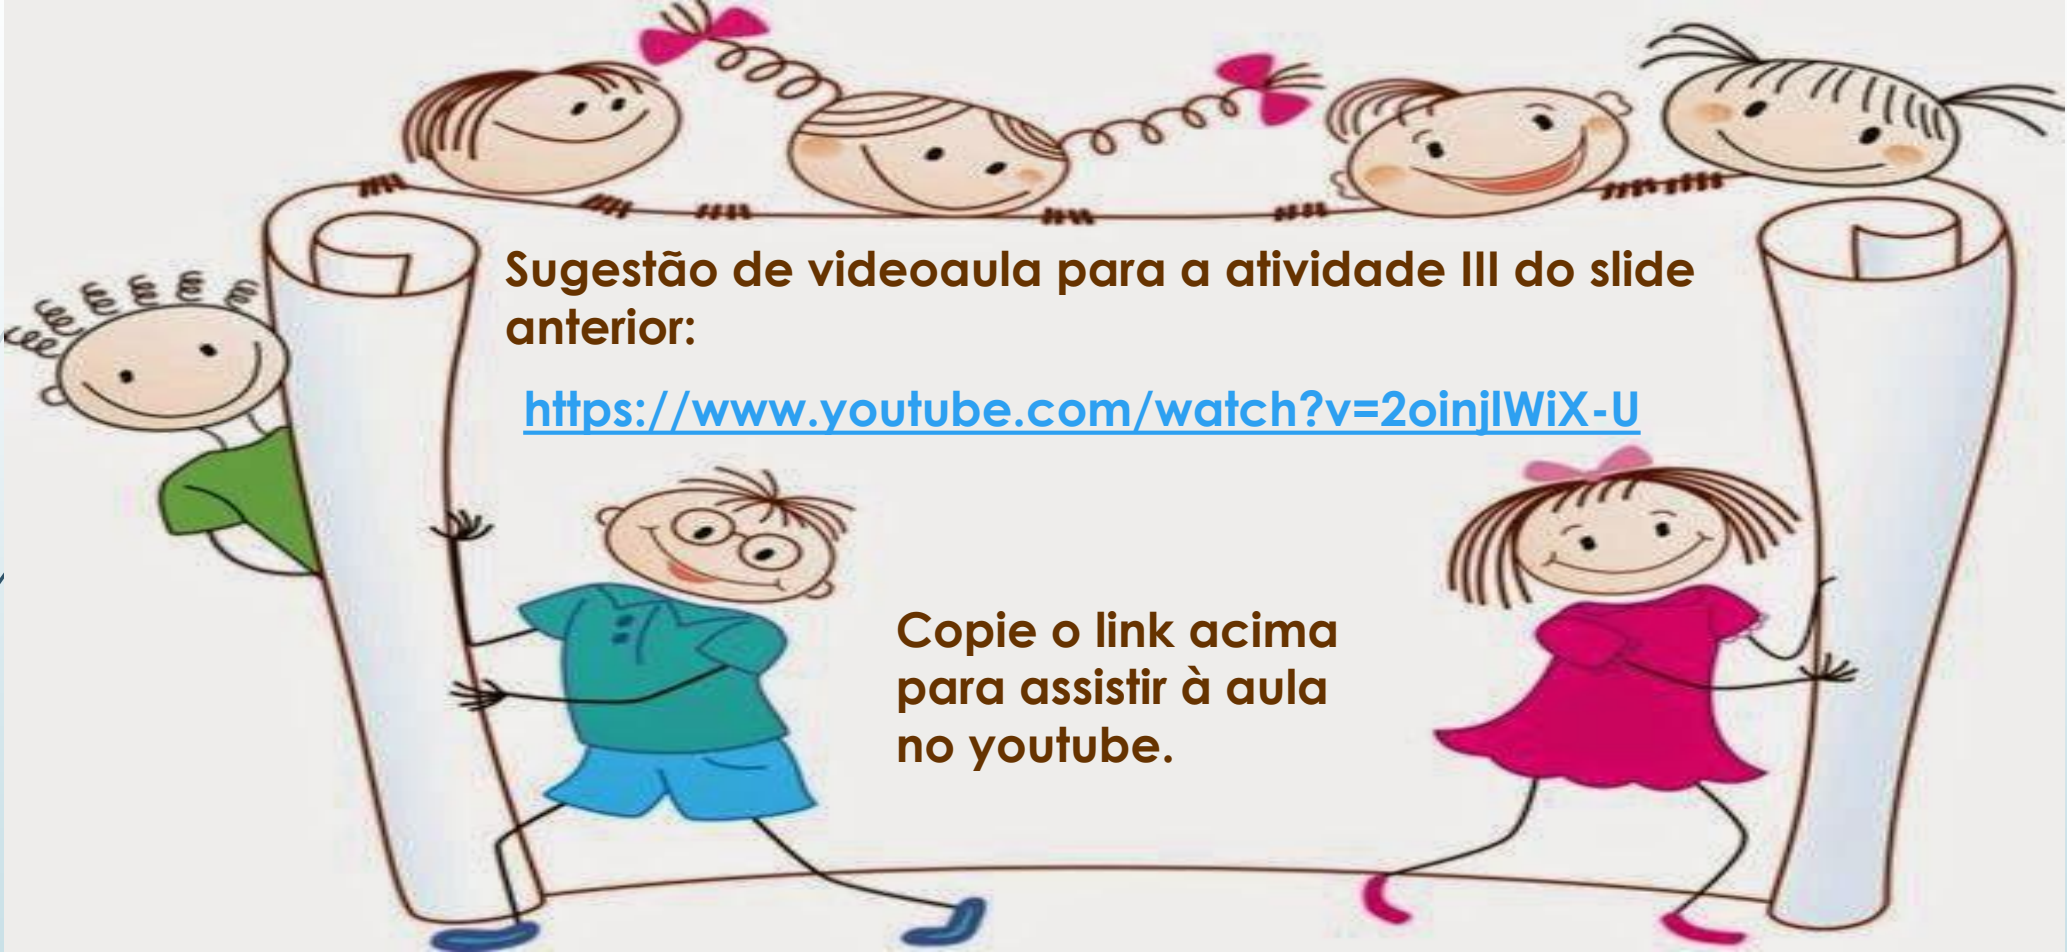 Sugestão de videoaula para a atividade III do slide
anterior:
https://www.youtube.com/watch?v=2oinjlWiX-U
Copie o link acima
para assistir à aula
no youtube.